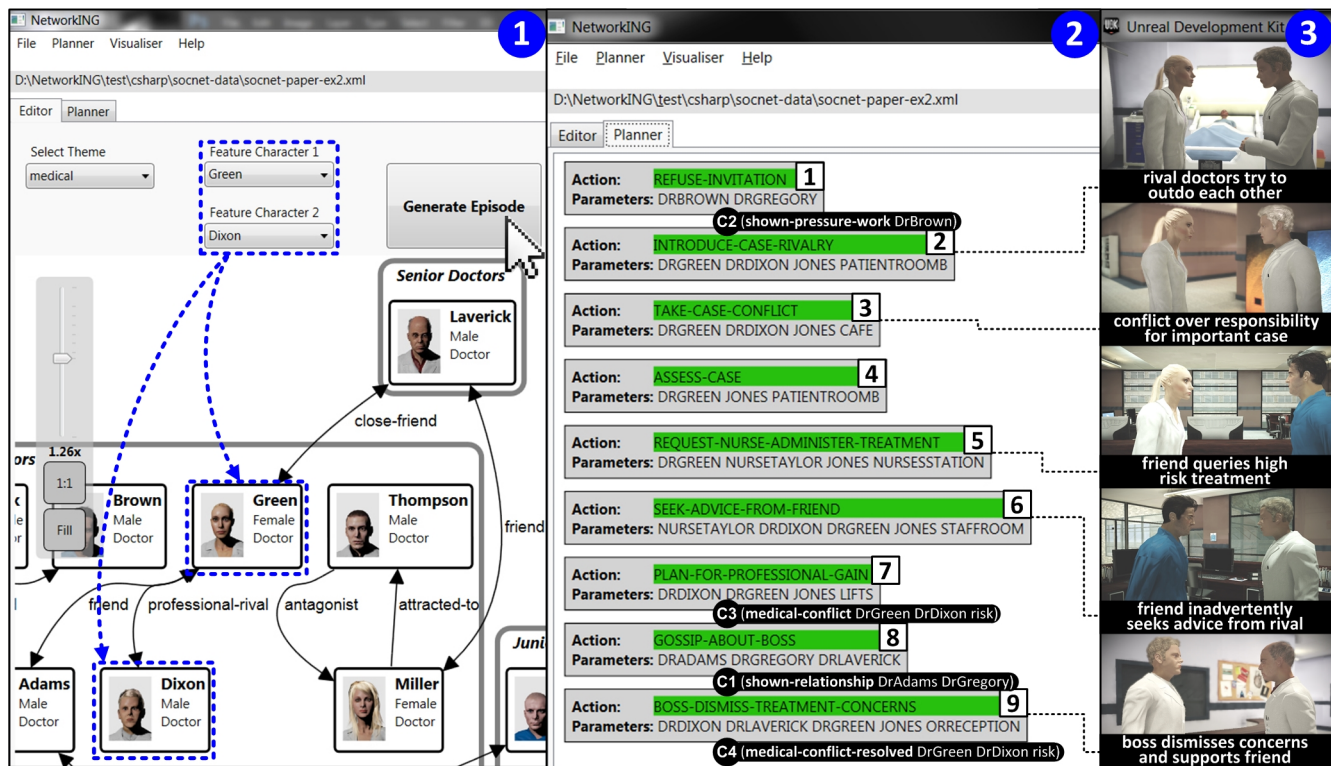 NetworkING
1
File Planner Visualiser Help
D:\NetworkING\test\csharp\socnet-data\socnet-paper-ex2.xml
Editor Planner
Select Theme
medical
Feature Character 1
Green
Feature Character 2
Dixon
Generate Episode
Senior Doctors
Laverick
Male
Doctor
close-friend
1.26x
1:1
Fill
ors
Brown
Male
Doctor
Green
Female
Doctor
Thompson
Male
Doctor
friend
friend
professional-rival
antagonist
attracted-to
Juni
Adams
Male
Doctor
Dixon
Male
Doctor
Miller
Female
Doctor
NetworkING
2
File Planner Visualiser Help
D:\NetworkING\test\csharp\socnet-data\socnet-paper-ex2.xml
Editor Planner
Action: REFUSE-INVITATION 1
Parameters: DRBROWN DRGREGORY
C2 (shown-pressure-work DrBrown)
Action: INTRODUCE-CASE-RIVALRY 2
Parameters: DRGREEN DRDIXON JONES PATIENTROOMB
Action: TAKE-CASE-CONFLICT 3
Parameters: DRGREEN DRDIXON JONES CAFE
Action: ASSESS-CASE 4
Parameters: DRGREEN JONES PATIENTROOMB
Action: REQUEST-NURSE-ADMINISTER-TREATMENT 5
Parameters: DRGREEN NURSETAYLOR JONES NURSESSTATION
Action: SEEK-ADVICE-FROM-FRIEND 6
Parameters: NURSETAYLOR DRDIXON DRGREEN JONES STAFFROOM
Action: PLAN-FOR-PROFESSIONAL-GAIN 7
Parameters: DRDIXON DRGREEN JONES LIFTS
C3 (medical-conflict DrGreen DrDixon risk)
Action: GOSSIP-ABOUT-BOSS 8
Parameters: DRADAMS DRGREGORY DRLAVERICK
C1 (shown-relationship DrAdams DrGregory)
Action: BOSS-DISMISS-TREATMENT-CONCERNS 9
Parameters: DRDIXON DRLAVERICK DRGREEN JONES ORRECEPTION
C4 (medical-conflict-resolved DrGreen DrDixon risk)
Unreal Development Kit
3
rival doctors try to
outdo each other
conflict over responsibility
for important case
friend queries high
risk treatment
friend inadvertently
seeks advice from rival
boss dismisses concerns
and supports friend